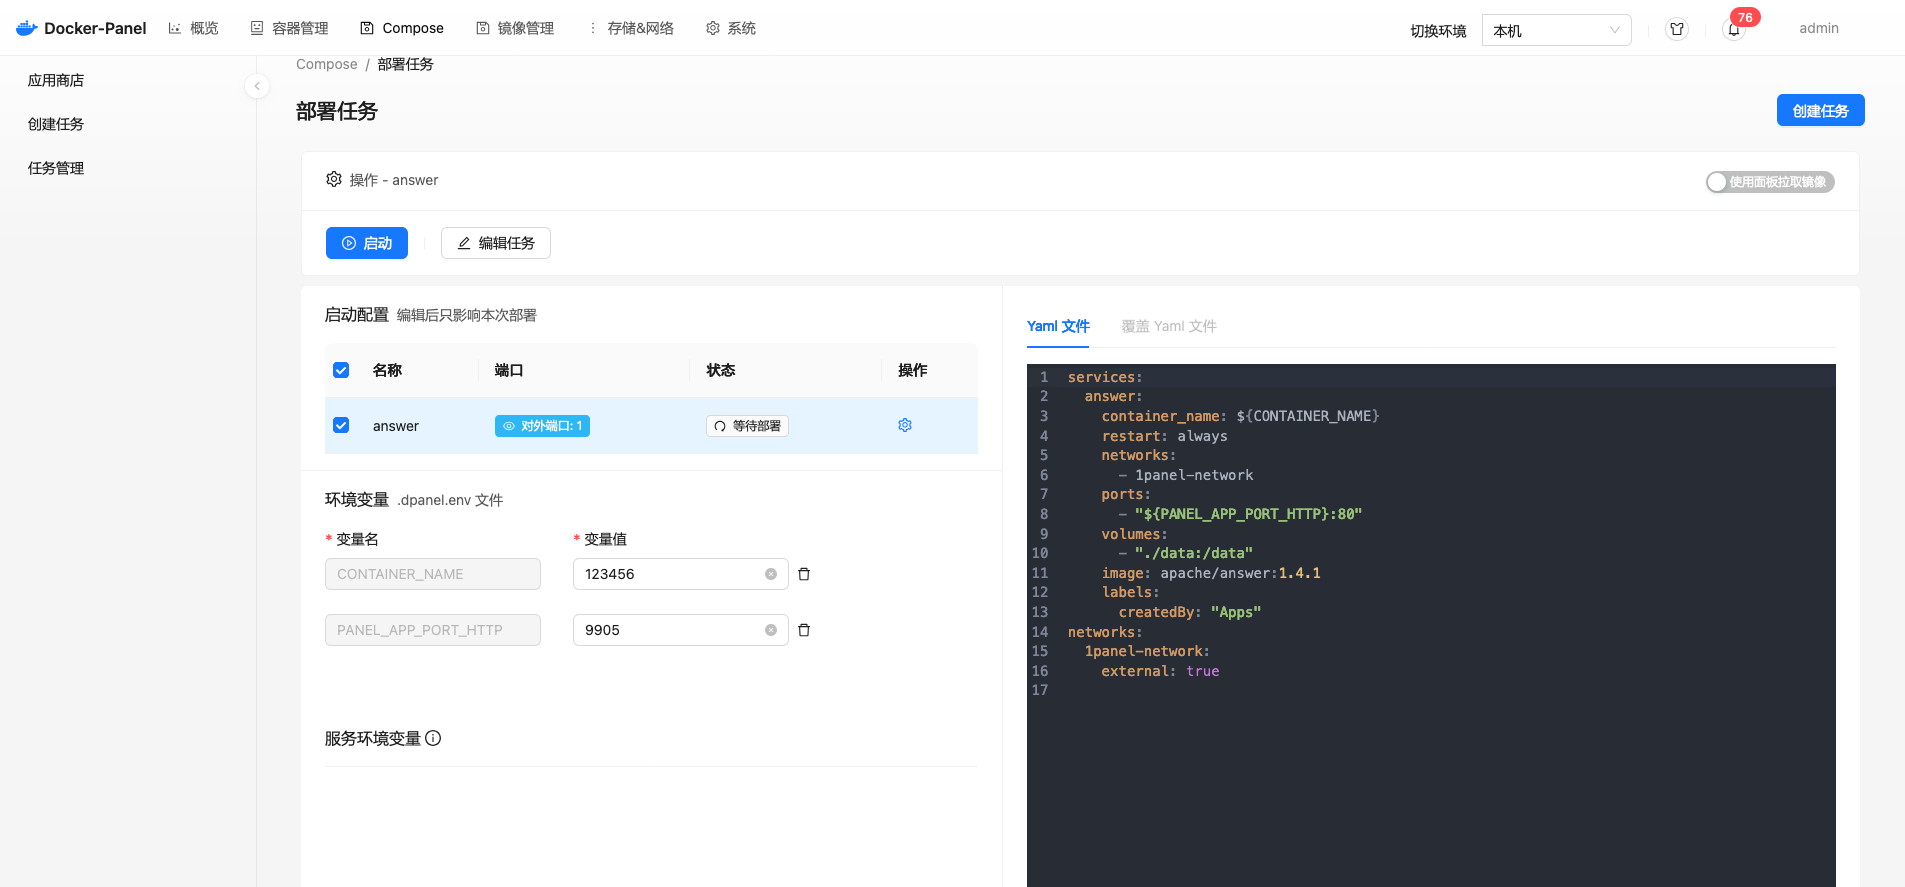 Docker-Panel 概览 容器管理 Compose 镜像管理 存储&网络 系统 切换环境 本机 76 admin
应用商店
创建任务
任务管理
Compose / 部署任务
部署任务 创建任务
操作 - answer 使用面板拉取镜像
启动 编辑任务
启动配置 编辑后只影响本次部署
名称 端口 状态 操作
answer 对外端口: 1 等待部署
环境变量 .dpanel.env 文件
* 变量名 * 变量值
CONTAINER_NAME 123456
PANEL_APP_PORT_HTTP 9905
服务环境变量
Yaml 文件 覆盖 Yaml 文件
1 services:
2   answer:
3     container_name: ${CONTAINER_NAME}
4     restart: always
5     networks:
6       - 1panel-network
7     ports:
8       - "${PANEL_APP_PORT_HTTP}:80"
9     volumes:
10       - "./data:/data"
11     image: apache/answer:1.4.1
12     labels:
13       createdBy: "Apps"
14 networks:
15   1panel-network:
16     external: true
17